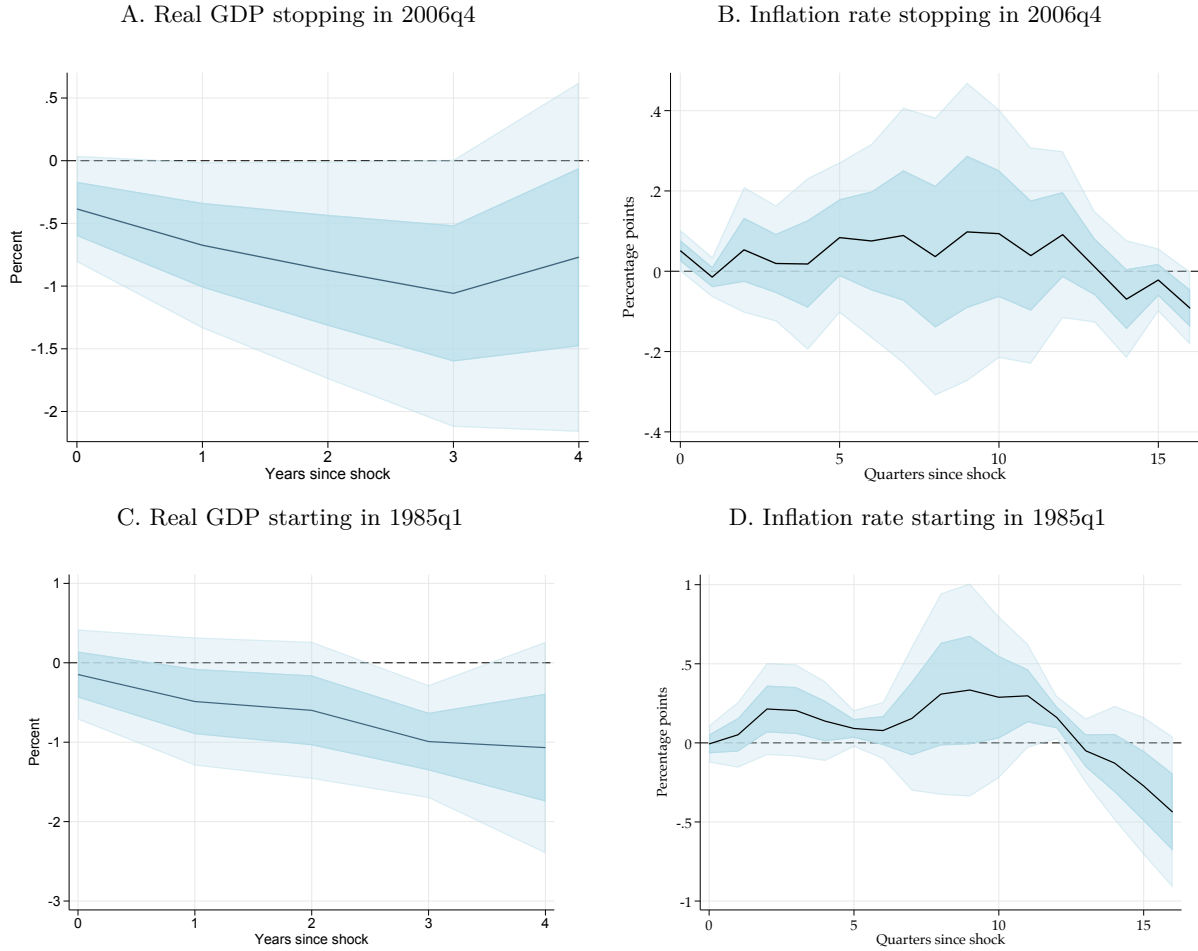 A. Real GDP stopping in 2006q4
.5
0
-.5
-1
-1.5
-2
Percent
0 1 2 3 4
Years since shock
B. Inflation rate stopping in 2006q4
.4
.2
0
-.2
-.4
Percentage points
0 5 10 15
Quarters since shock
C. Real GDP starting in 1985q1
1
0
-1
-2
-3
Percent
0 1 2 3 4
Years since shock
D. Inflation rate starting in 1985q1
1
.5
0
-.5
-1
Percentage points
0 5 10 15
Quarters since shock